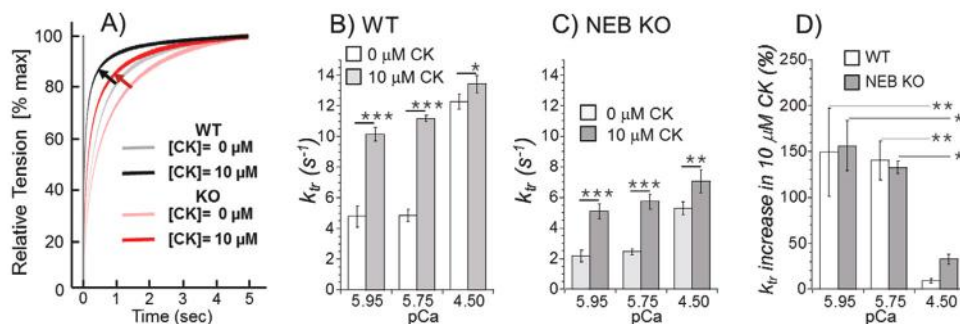 A)
Relative Tension [% max]
100
80
60
40
20
WT
[CK]= 0 µM
[CK]= 10 µM
KO
[CK]= 0 µM
[CK]= 10 µM
0 1 2 3 4 5
Time (sec)
B) WT
0 µM CK
10 µM CK
ktr (s-1)
14
12
10
8
6
4
2
0
***
***
*
5.95 5.75 4.50
pCa
C) NEB KO
0 µM CK
10 µM CK
ktr (s-1)
14
12
10
8
6
4
2
0
***
***
**
5.95 5.75 4.50
pCa
D)
WT
NEB KO
ktr increase in 10 µM CK (%)
250
200
150
100
50
0
**
*
**
*
5.95 5.75 4.50
pCa